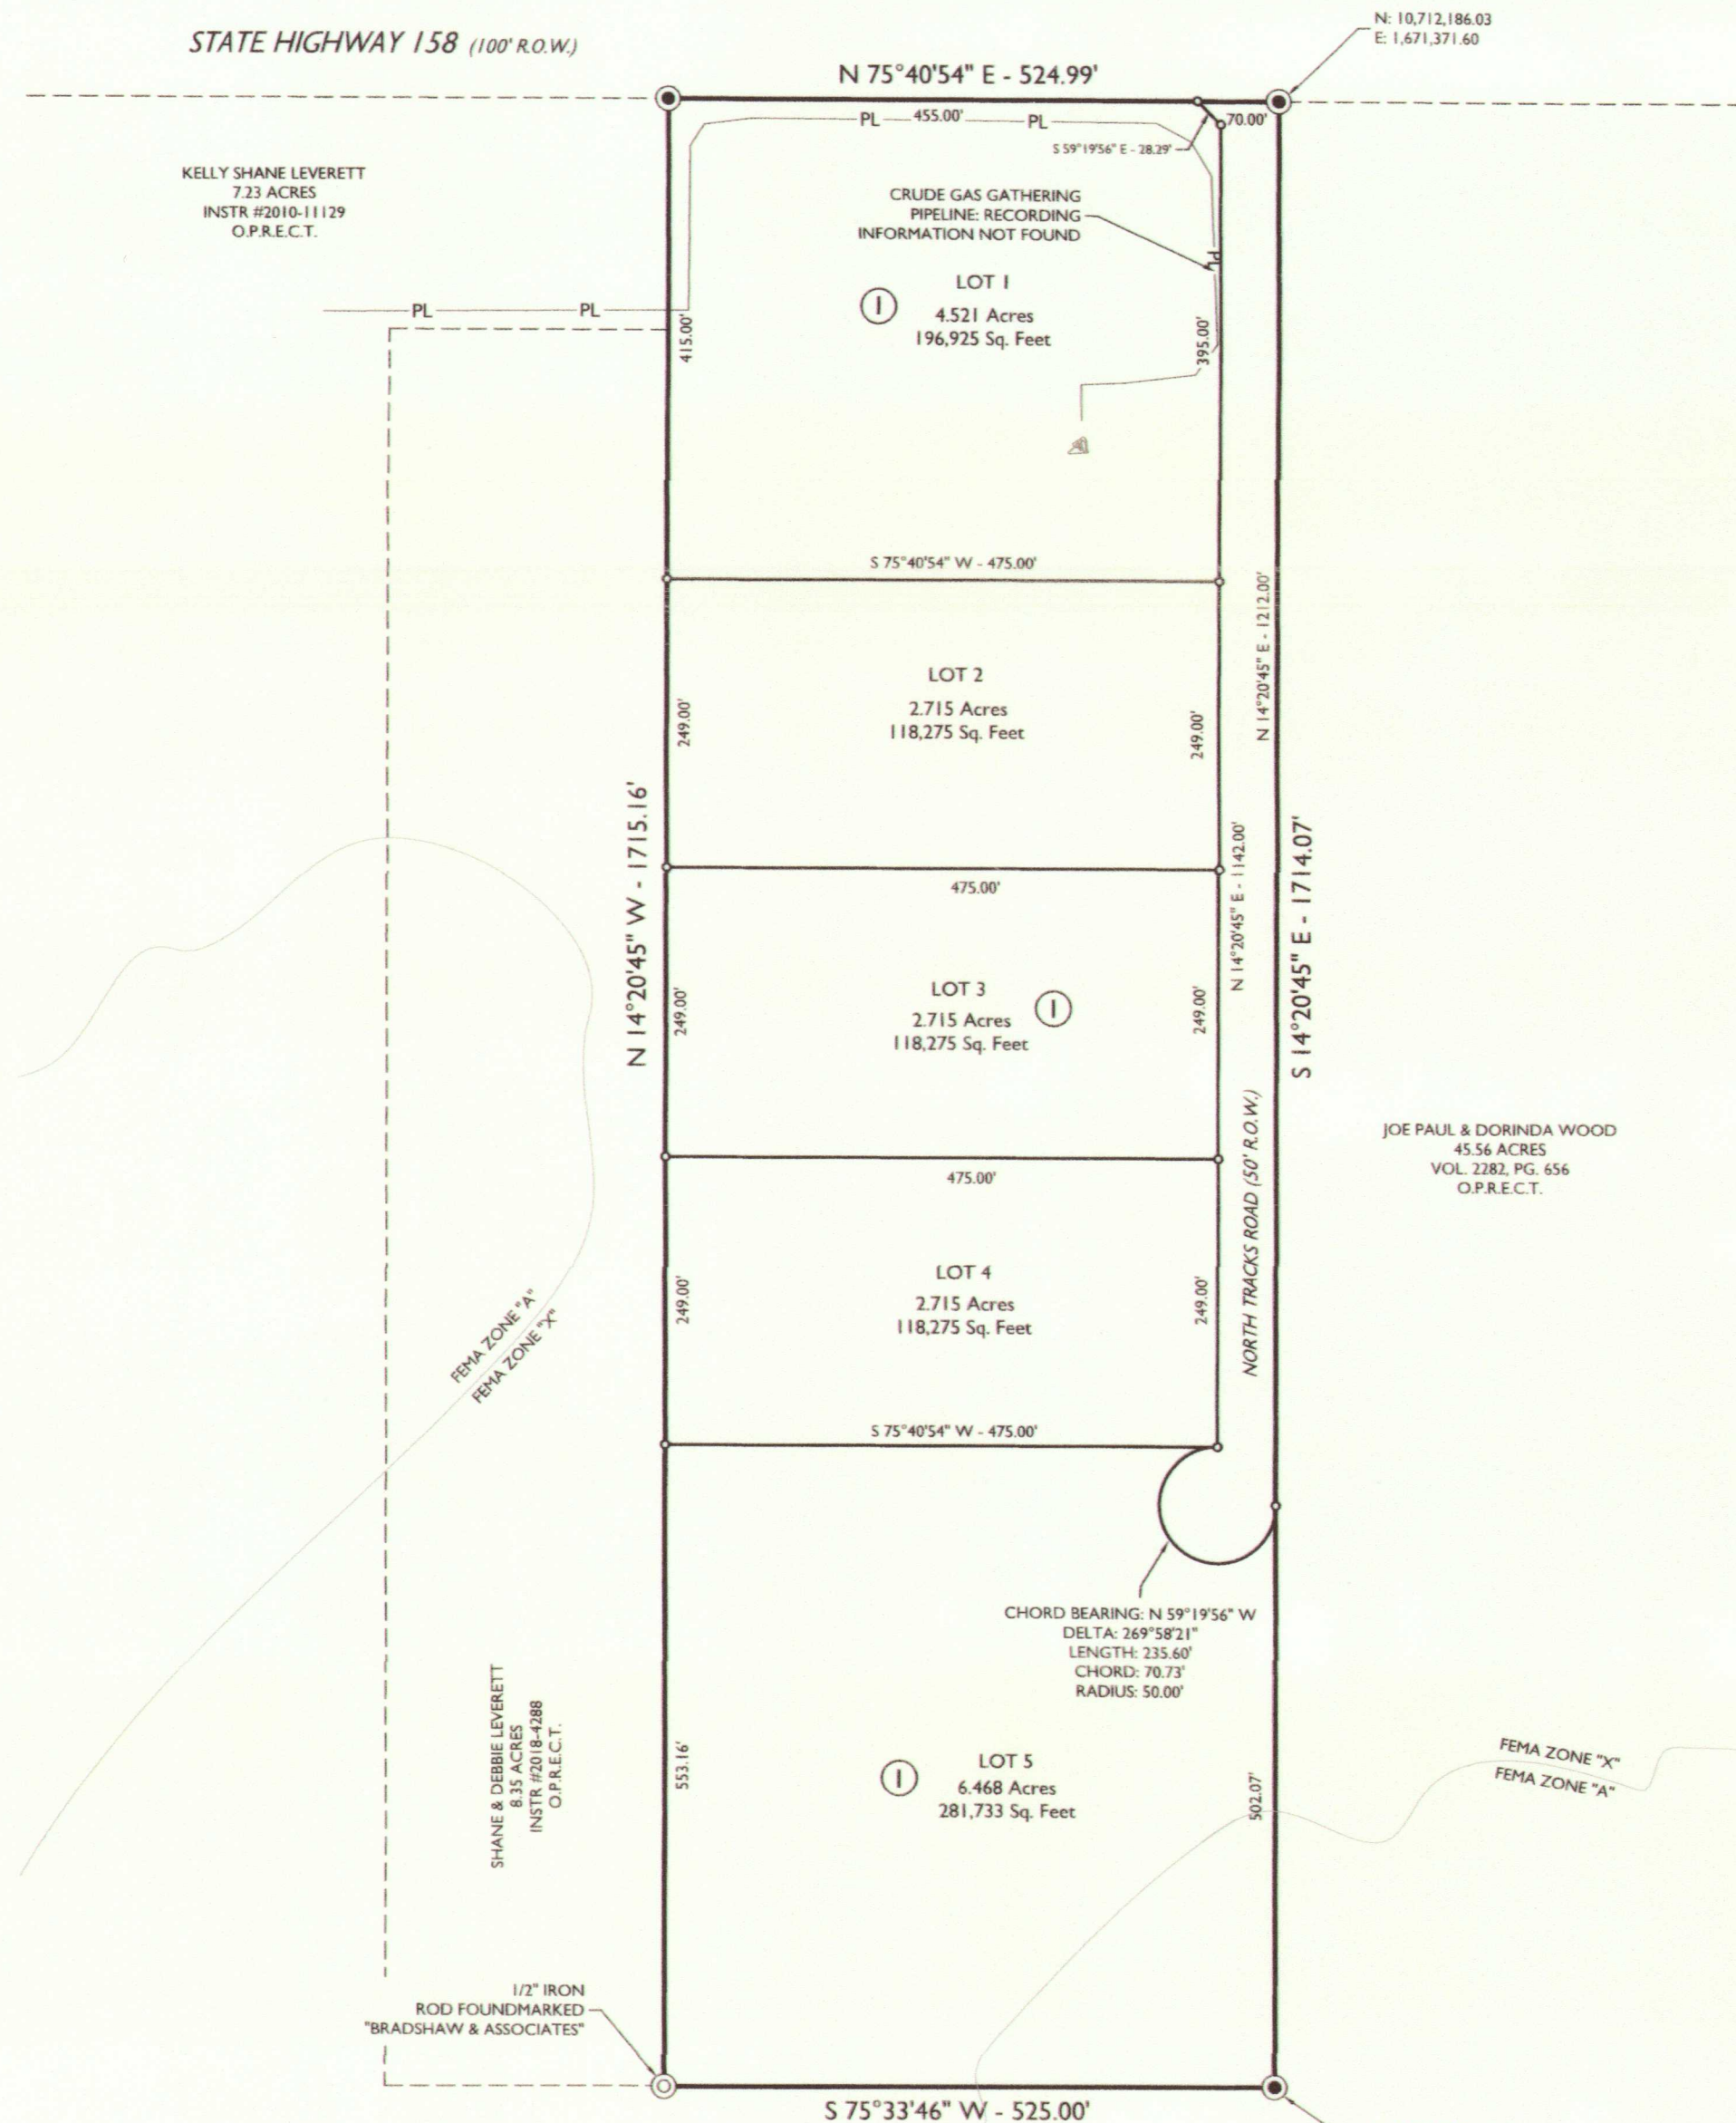 STATE HIGHWAY 158 (100' R.O.W.)
N: 10,712,186.03
E: 1,671,371.60
N 75°40'54" E - 524.99'
PL
455.00'
PL
70.00'
S 59°19'56" E - 28.29'
KELLY SHANE LEVERETT
7.23 ACRES
INSTR #2010-11129
O.P.R.E.C.T.
CRUDE GAS GATHERING
PIPELINE: RECORDING
INFORMATION NOT FOUND
PL
LOT 1
1
4.521 Acres
196,925 Sq. Feet
PL
PL
415.00'
395.00'
S 75°40'54" W - 475.00'
N 14°20'45" E - 1212.00'
LOT 2
2.715 Acres
118,275 Sq. Feet
249.00'
249.00'
N 14°20'45" W - 1715.16'
475.00'
N 14°20'45" E - 1142.00'
S 14°20'45" E - 1714.07'
LOT 3
1
2.715 Acres
118,275 Sq. Feet
249.00'
249.00'
JOE PAUL & DORINDA WOOD
45.56 ACRES
VOL. 2282, PG. 656
O.P.R.E.C.T.
475.00'
NORTH TRACKS ROAD (50' R.O.W.)
LOT 4
2.715 Acres
118,275 Sq. Feet
249.00'
249.00'
FEMA ZONE "A"
FEMA ZONE "X"
S 75°40'54" W - 475.00'
CHORD BEARING: N 59°19'56" W
DELTA: 269°58'21"
LENGTH: 235.60'
CHORD: 70.73'
RADIUS: 50.00'
SHANE & DEBBIE LEVERETT
8.35 ACRES
INSTR #2018-4288
O.P.R.E.C.T.
553.16'
LOT 5
1
6.468 Acres
281,733 Sq. Feet
502.07'
FEMA ZONE "X"
FEMA ZONE "A"
1/2" IRON
ROD FOUNDMARKED
"BRADSHAW & ASSOCIATES"
S 75°33'46" W - 525.00'